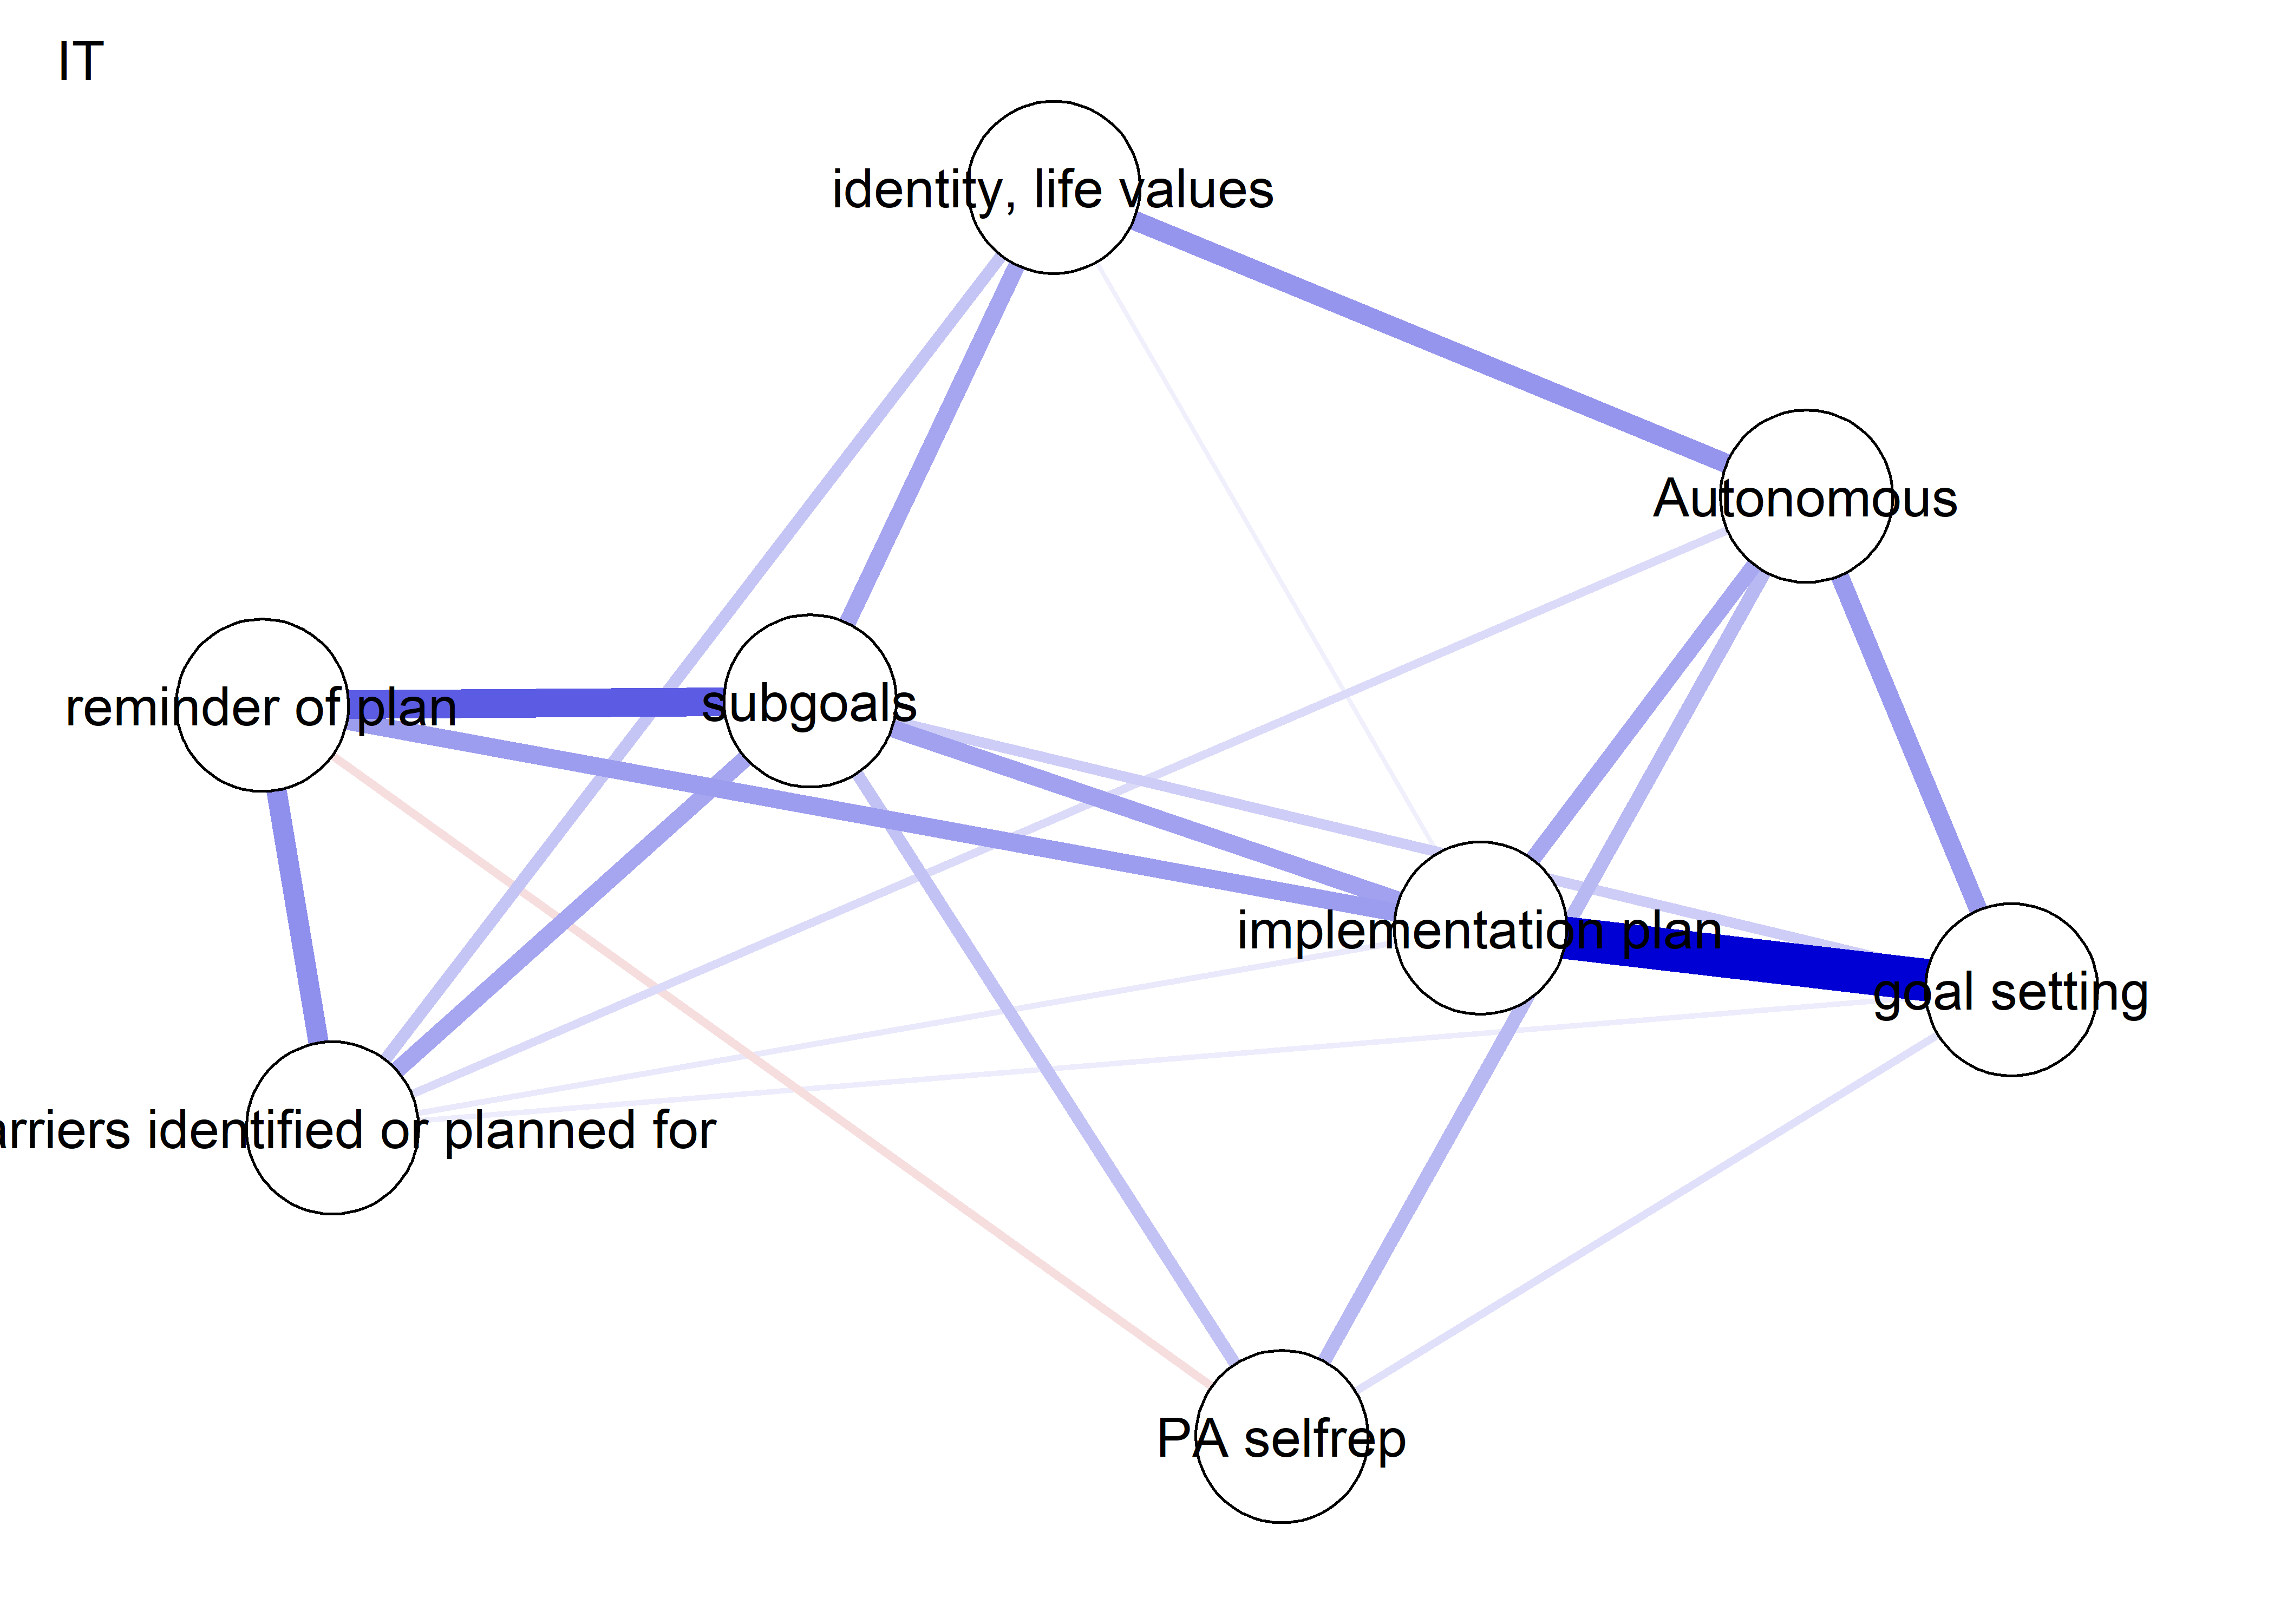 IT
identity, life values
Autonomous
reminder of plan
subgoals
implementation plan
goal setting
identified or planned for
PA selfrep